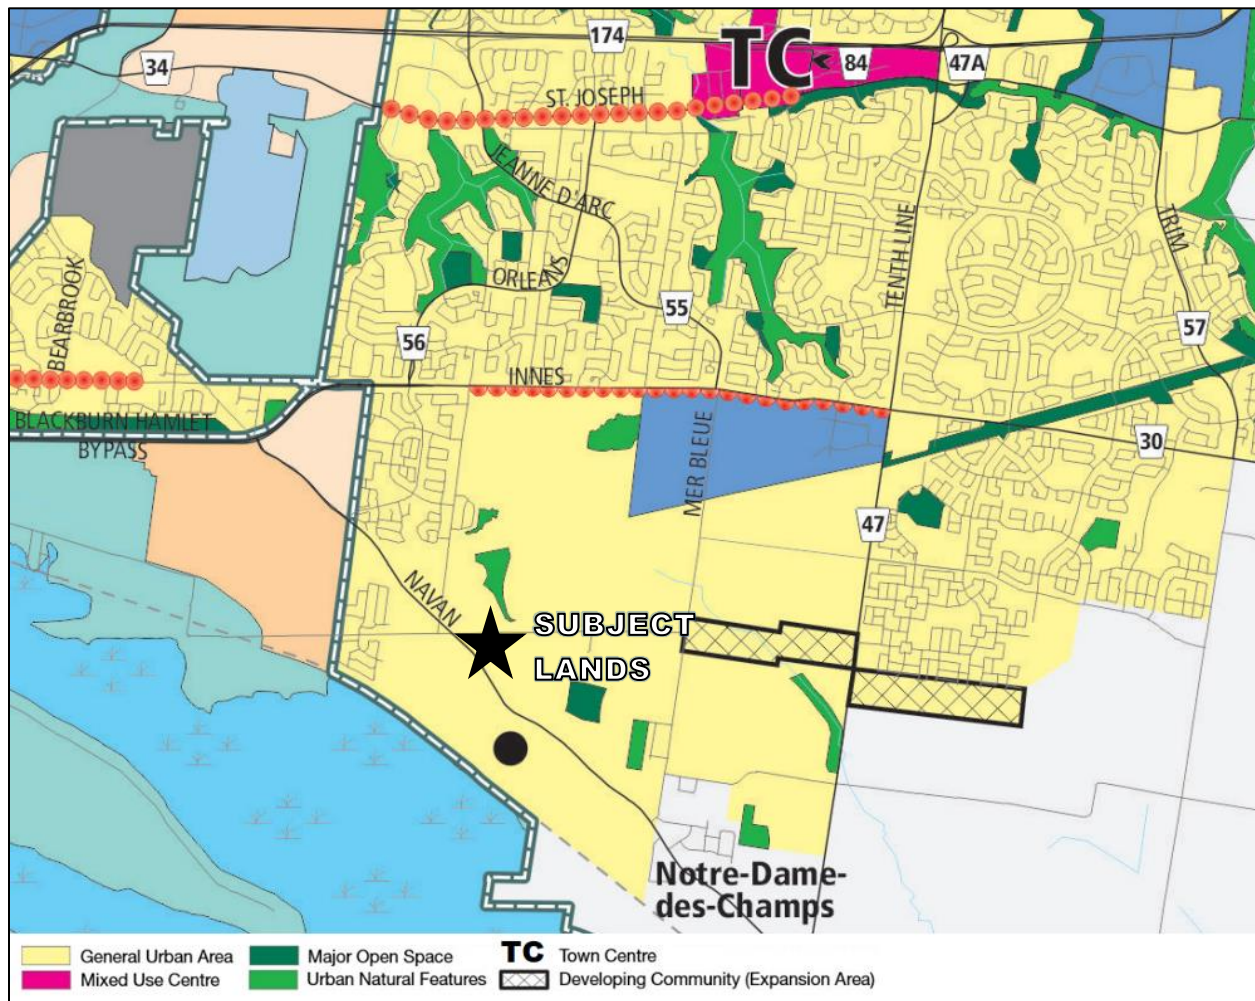 174
34
TC
84
47A
ST. JOSEPH
JEANNE D'ARC
BEARBROOK
ORLEANS
TENTH LINE
TRIM
55
57
56
INNES
BLACKBURN HAMLET
BYPASS
MER BLEUE
30
47
NAVAN
SUBJECT
LANDS
Notre-Dame-
des-Champs
General Urban Area
Major Open Space
TC Town Centre
Mixed Use Centre
Urban Natural Features
Developing Community (Expansion Area)